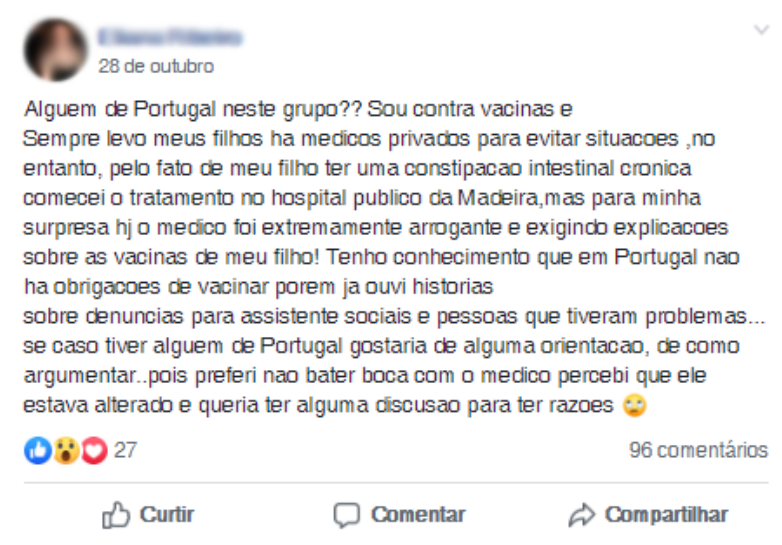 28 de outubro
Alguem de Portugal neste grupo?? Sou contra vacinas e
Sempre levo meus filhos ha medicos privados para evitar situacoes ,no
entanto, pelo fato de meu filho ter uma constipacao intestinal cronica
comecei o tratamento no hospital publico da Madeira,mas para minha
surpresa hj o medico foi extremamente arrogante e exigindo explicacoes
sobre as vacinas de meu filho! Tenho conhecimento que em Portugal nao
ha obrigacoes de vacinar porem ja ouvi historias
sobre denuncias para assistente sociais e pessoas que tiveram problemas...
se caso tiver alguem de Portugal gostaria de alguma orientacao, de como
argumentar..pois preferi nao bater boca com o medico percebi que ele
estava alterado e queria ter alguma discusao para ter razoes 🙄
27 96 comentários
Curtir Comentar Compartilhar